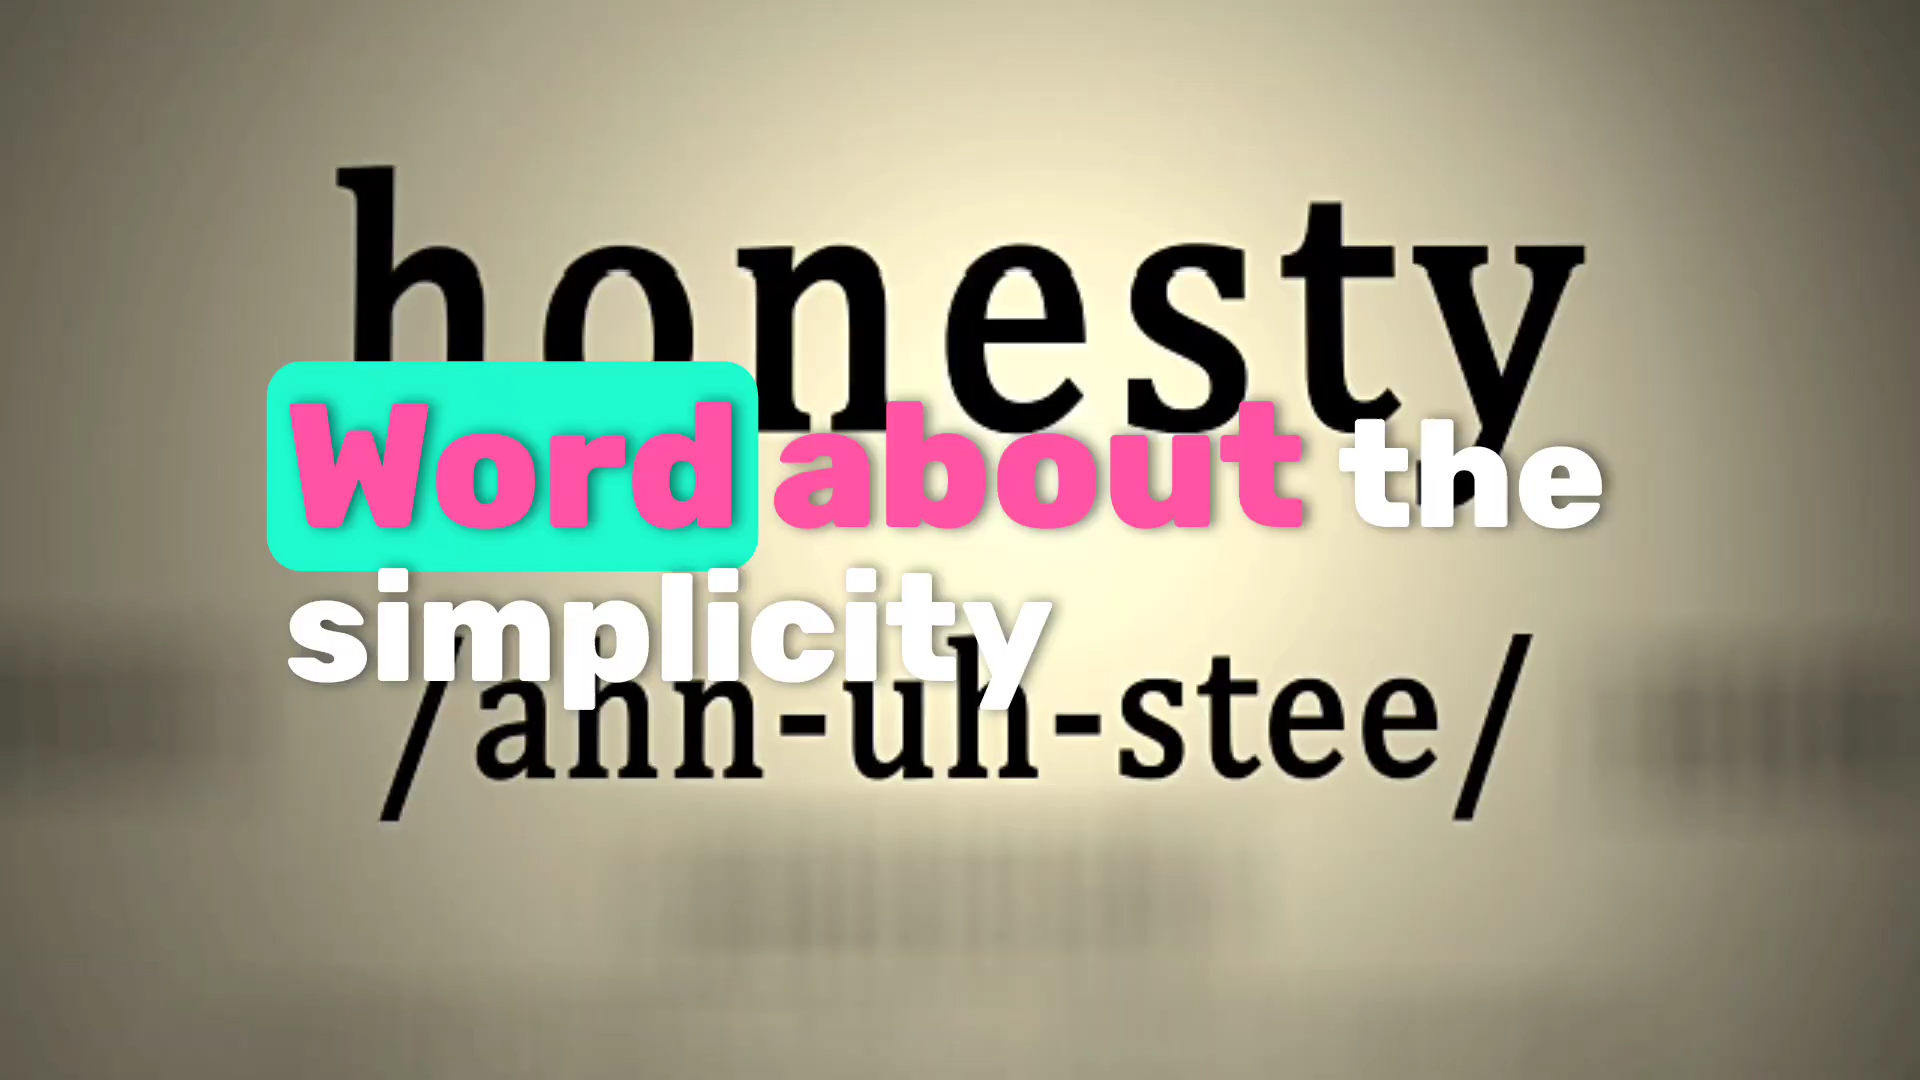 honesty
Word about the
simplicity
/ahn-uh-stee/